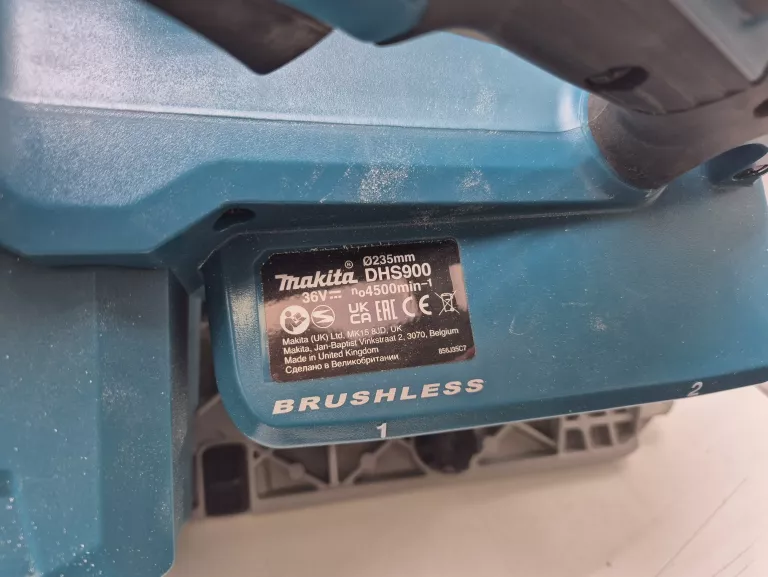 Ø235mm
makita® DHS900
36V⎓ n₀4500min⁻¹
UK CA EAC CE
Makita (UK) Ltd, MK15 8JD, UK
Makita, Jan-Baptist Vinkstraat 2, 3070, Belgium
Made in United Kingdom
Сделано в Великобритании
856J35C7
BRUSHLESS
1
2